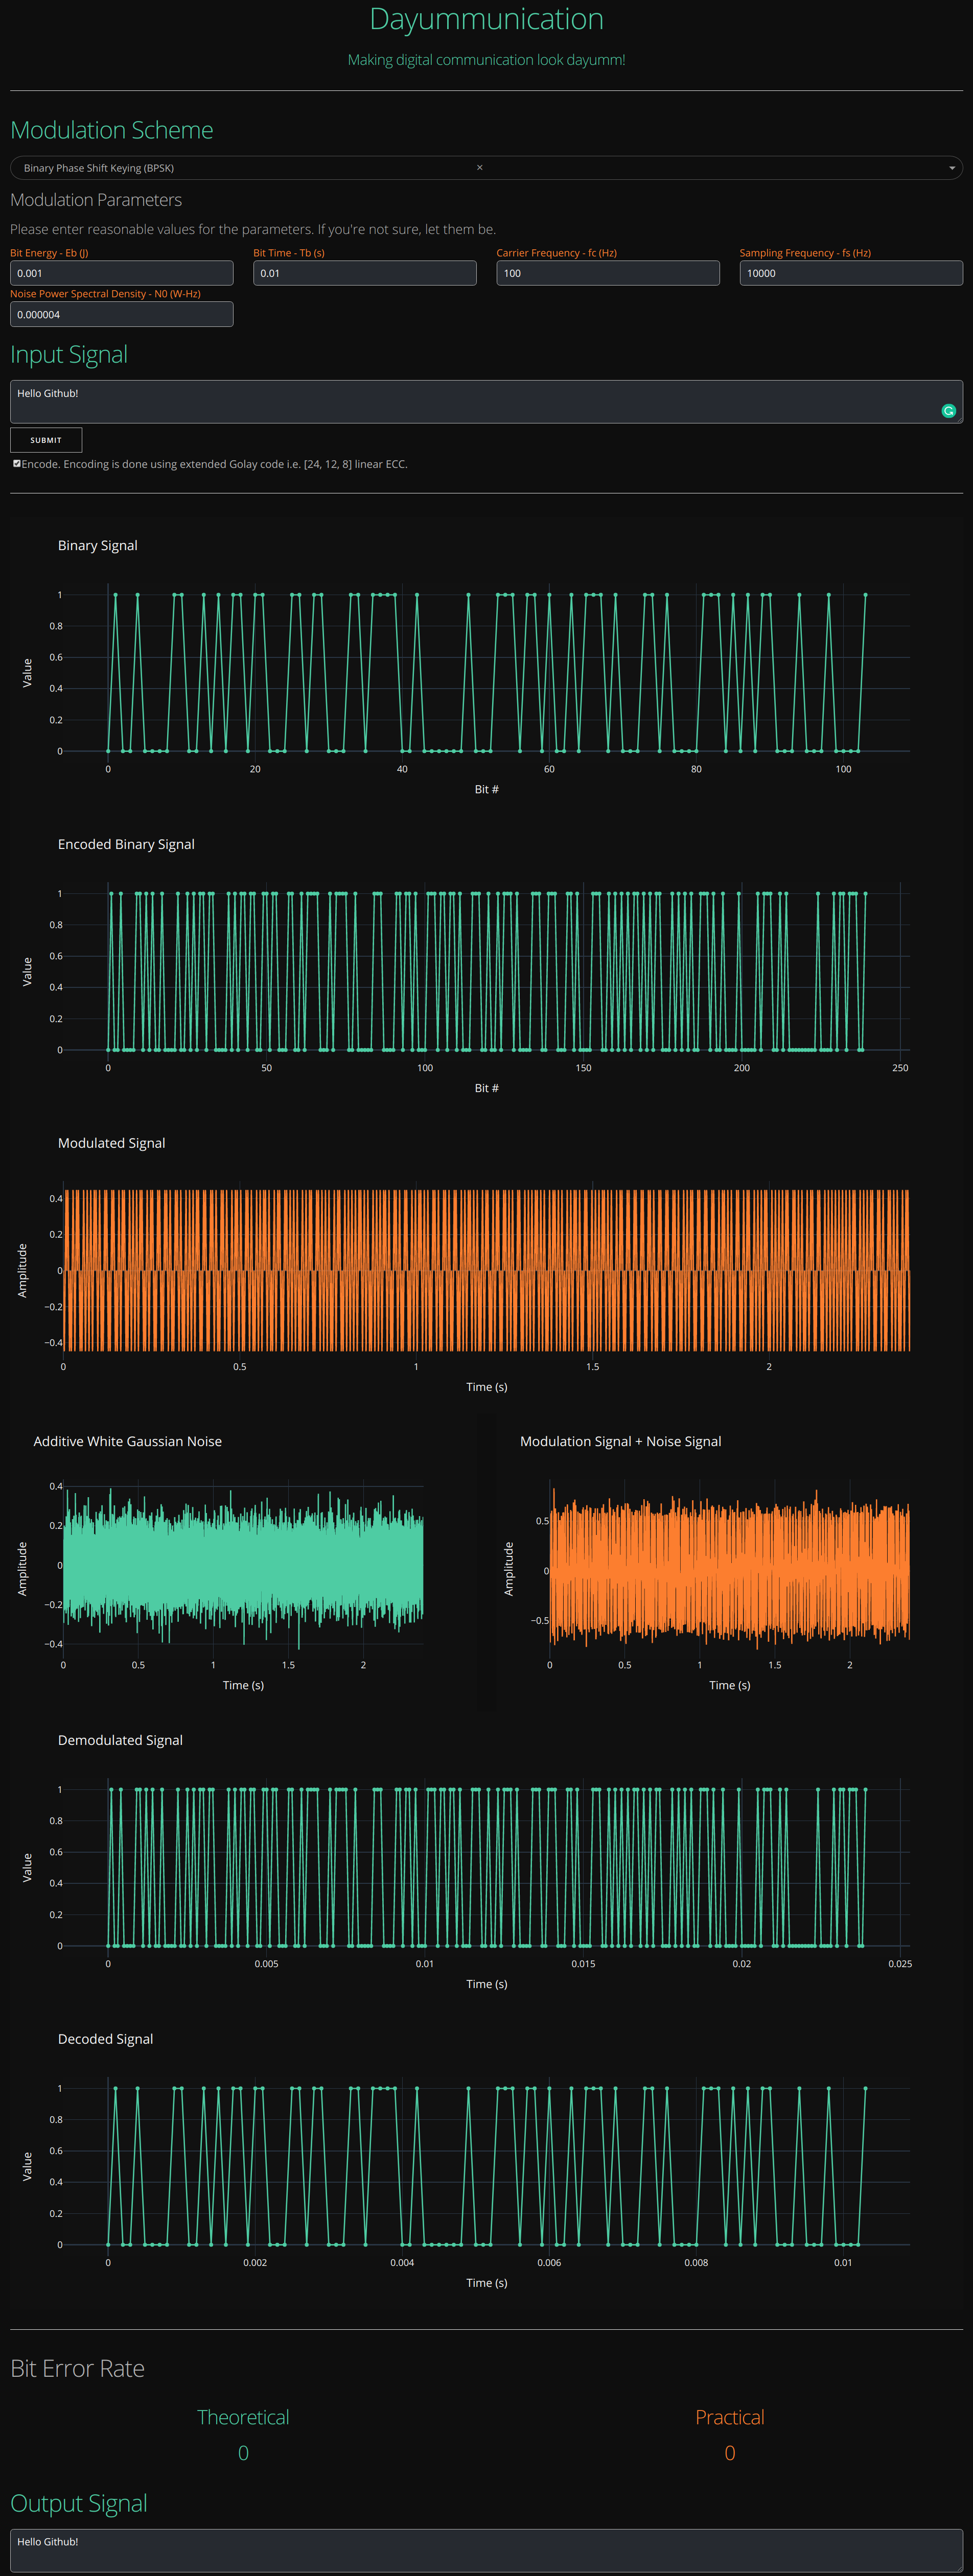 Dayummunication
Making digital communication look dayumm!
Modulation Scheme
Binary Phase Shift Keying (BPSK) ×
Modulation Parameters
Please enter reasonable values for the parameters. If you're not sure, let them be.
Bit Energy - Eb (J) Bit Time - Tb (s) Carrier Frequency - fc (Hz) Sampling Frequency - fs (Hz)
0.001 0.01 100 10000
Noise Power Spectral Density - N0 (W-Hz)
0.000004
Input Signal
Hello Github!
SUBMIT
Encode. Encoding is done using extended Golay code i.e. [24, 12, 8] linear ECC.
Binary Signal
1
0.8
0.6
0.4
0.2
0
Value
0 20 40 60 80 100
Bit #
Encoded Binary Signal
1
0.8
0.6
0.4
0.2
0
Value
0 50 100 150 200 250
Bit #
Modulated Signal
0.4
0.2
0
−0.2
−0.4
Amplitude
0 0.5 1 1.5 2
Time (s)
Additive White Gaussian Noise
0.4
0.2
0
−0.2
−0.4
Amplitude
0 0.5 1 1.5 2
Time (s)
Modulation Signal + Noise Signal
0.5
0
−0.5
Amplitude
0 0.5 1 1.5 2
Time (s)
Demodulated Signal
1
0.8
0.6
0.4
0.2
0
Value
0 0.005 0.01 0.015 0.02 0.025
Time (s)
Decoded Signal
1
0.8
0.6
0.4
0.2
0
Value
0 0.002 0.004 0.006 0.008 0.01
Time (s)
Bit Error Rate
Theoretical Practical
0 0
Output Signal
Hello Github!